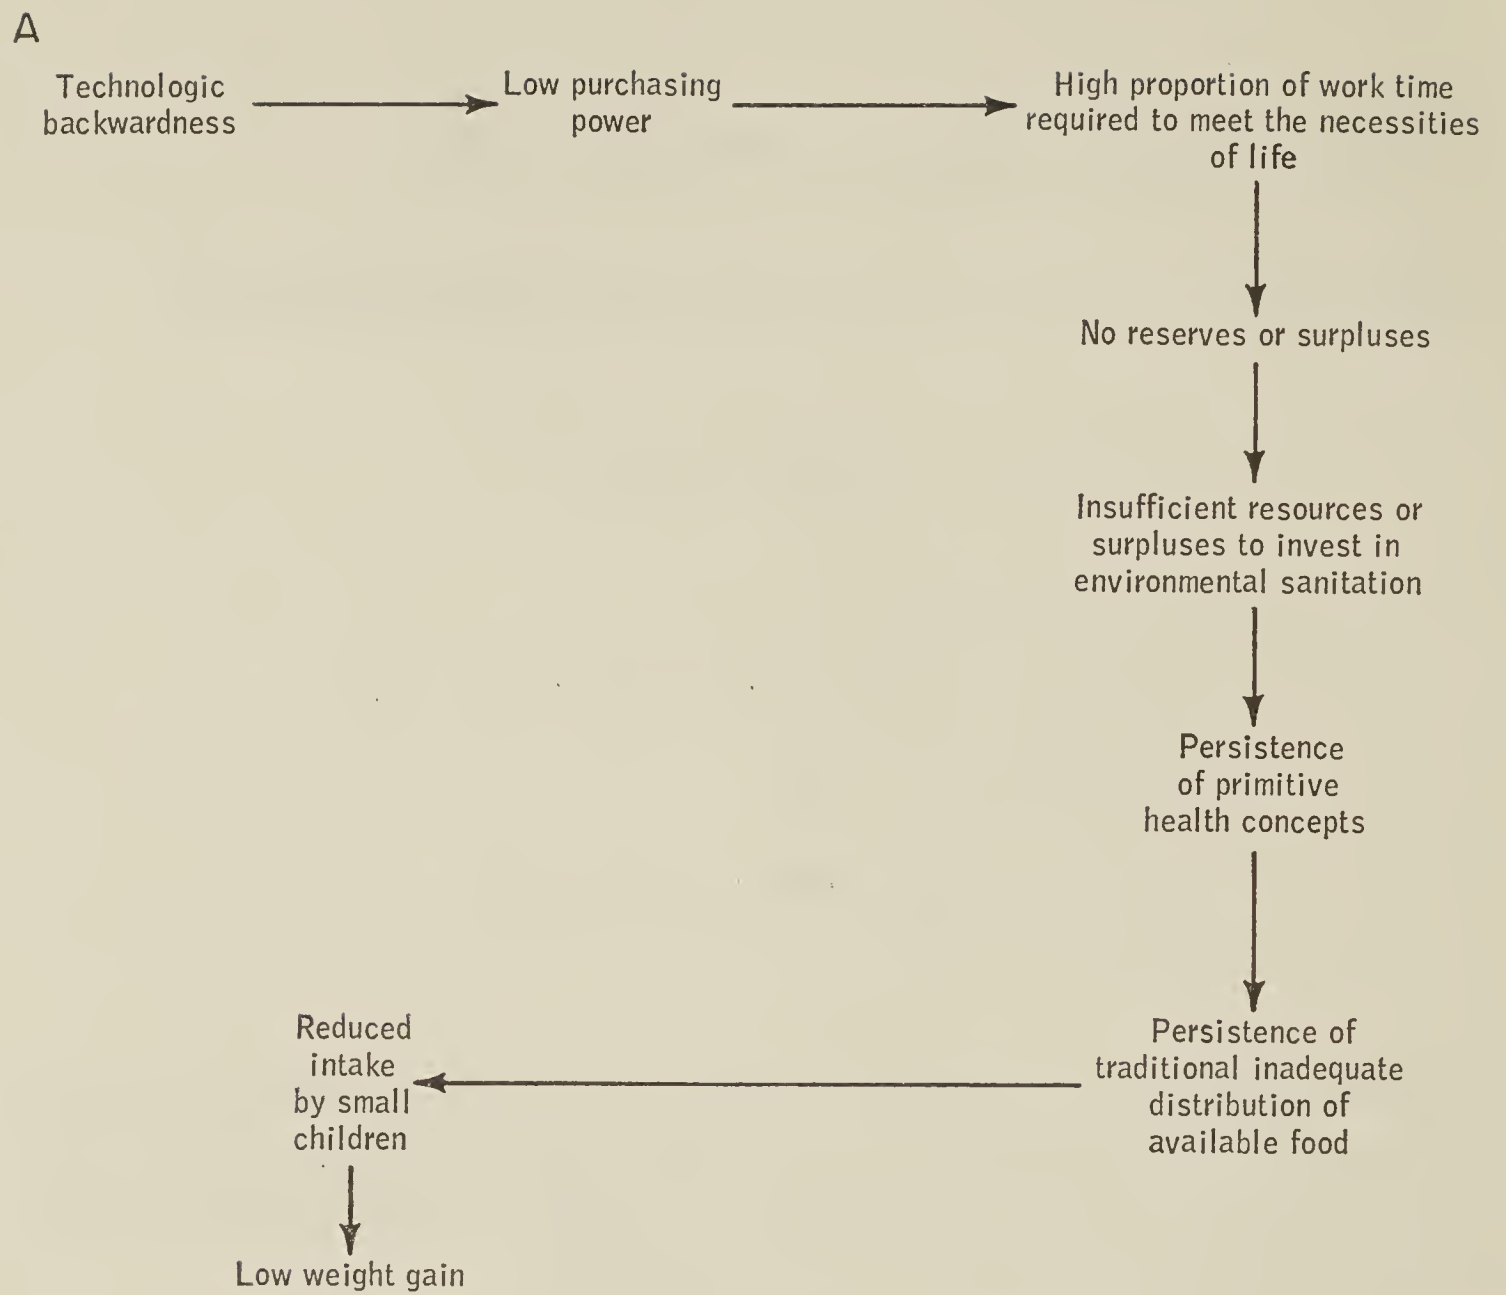 A
Technologic
backwardness
Low purchasing
power
High proportion of work time
required to meet the necessities
of life
No reserves or surpluses
Insufficient resources or
surpluses to invest in
environmental sanitation
Persistence
of primitive
health concepts
Persistence of
traditional inadequate
distribution of
available food
Reduced
intake
by small
children
Low weight gain